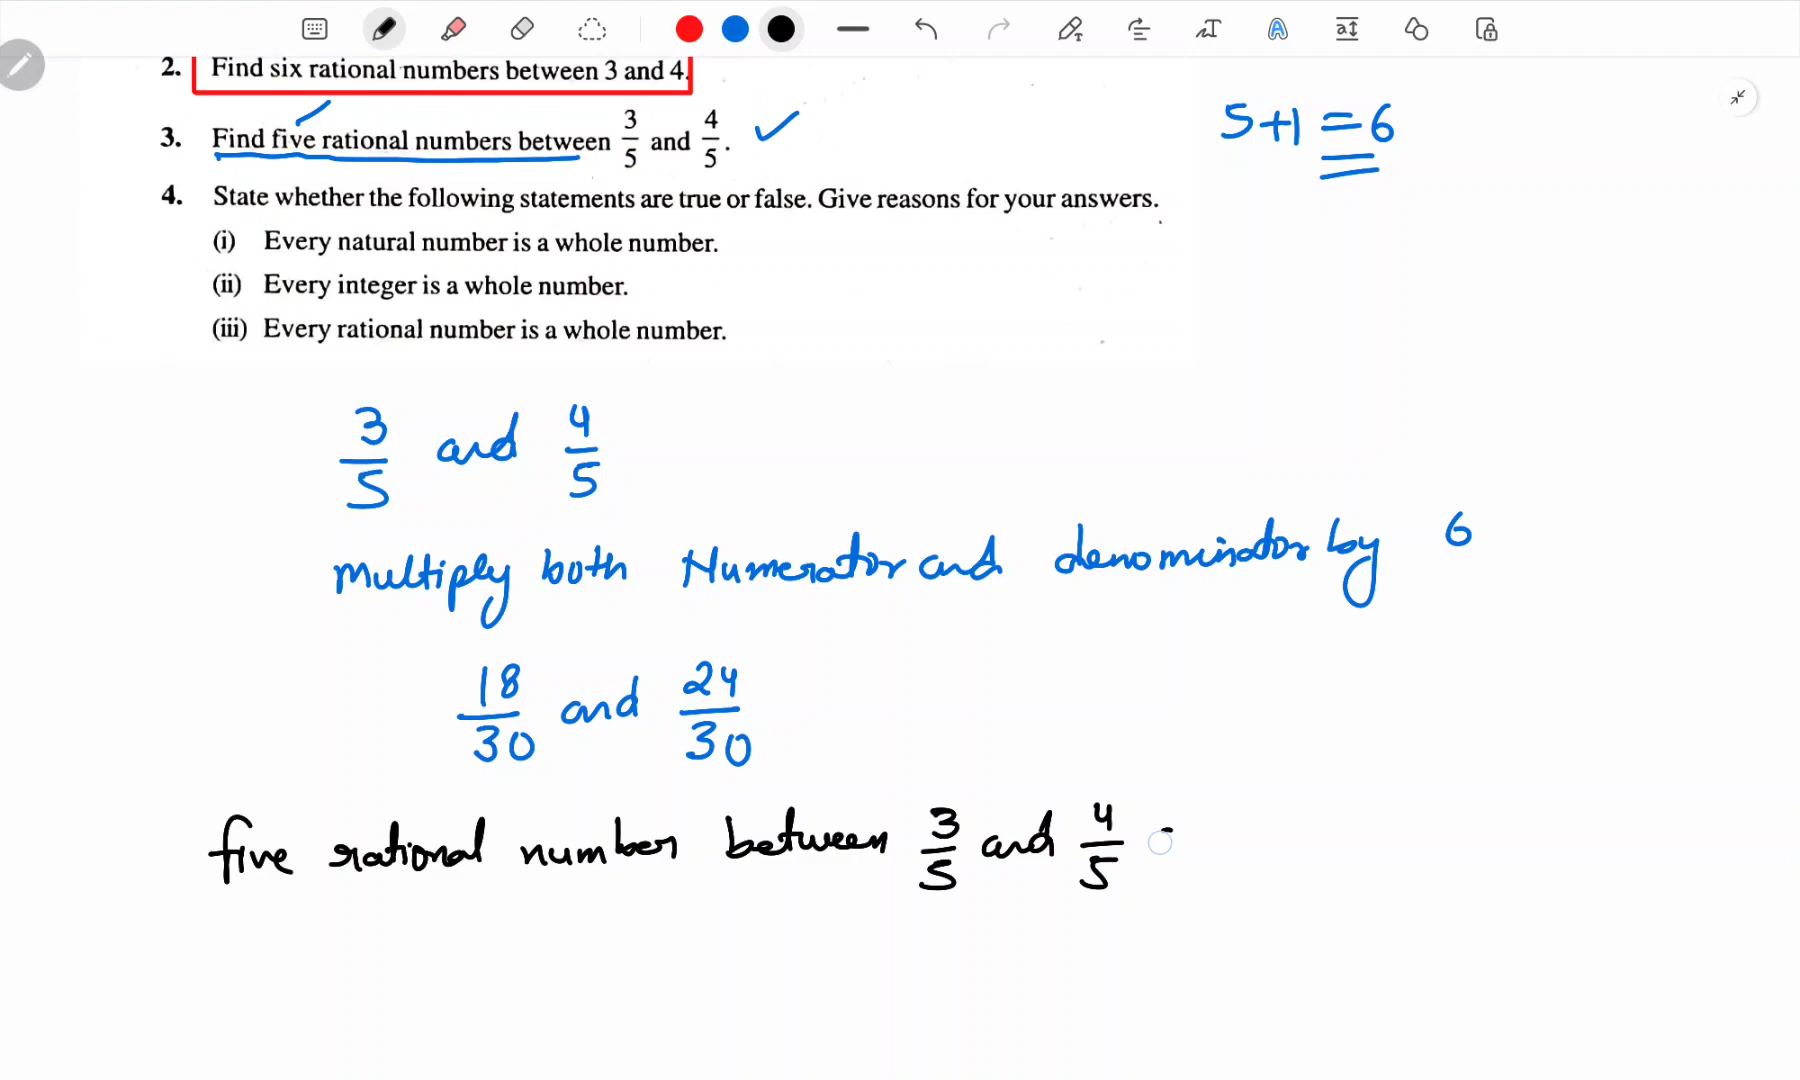 2. Find six rational numbers between 3 and 4.
3. Find five rational numbers between 3/5 and 4/5.
5+1 = 6
4. State whether the following statements are true or false. Give reasons for your answers.
(i) Every natural number is a whole number.
(ii) Every integer is a whole number.
(iii) Every rational number is a whole number.
3/5 and 4/5
Multiply both Numerator and denominator by 6
18/30 and 24/30
five rational number between 3/5 and 4/5